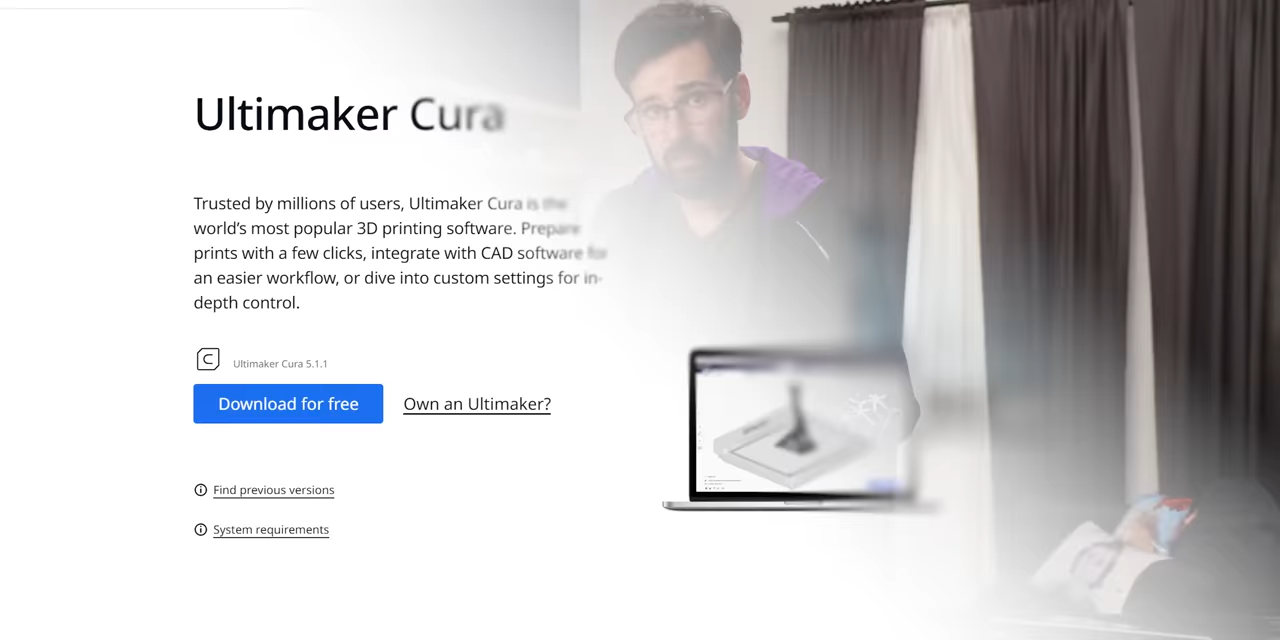 Ultimaker Cura
Trusted by millions of users, Ultimaker Cura is the
world’s most popular 3D printing software. Prepare
prints with a few clicks, integrate with CAD software for
an easier workflow, or dive into custom settings for in-
depth control.
Ultimaker Cura 5.1.1
Download for free
Own an Ultimaker?
Find previous versions
System requirements